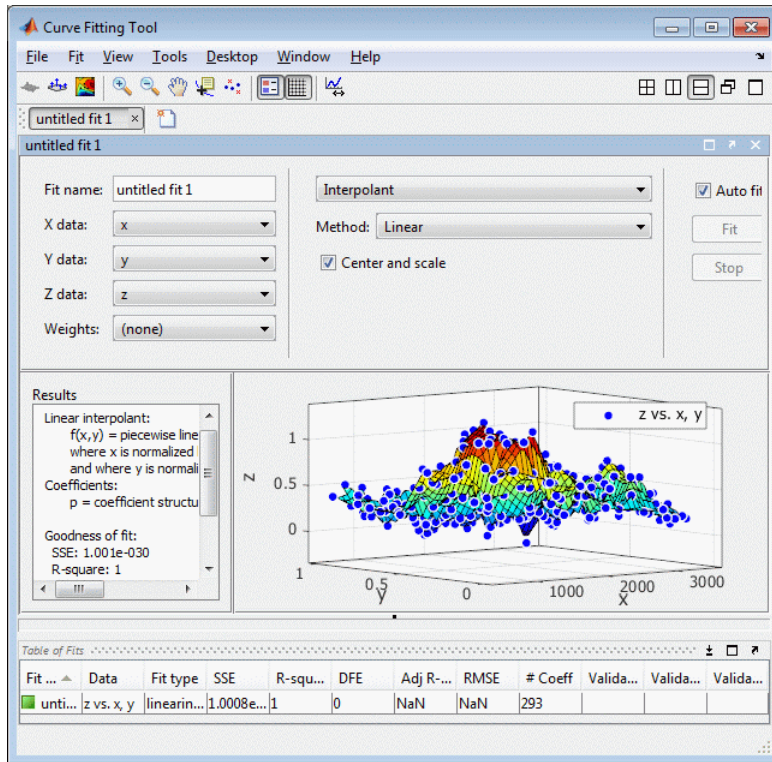 Curve Fitting Tool
File Fit View Tools Desktop Window Help
untitled fit 1
untitled fit 1
Fit name: untitled fit 1
X data: x
Y data: y
Z data: z
Weights: (none)
Interpolant
Method: Linear
Center and scale
Auto fit
Fit
Stop
Results
Linear interpolant:
f(x,y) = piecewise line
where x is normalized
and where y is normali
Coefficients:
p = coefficient structu
Goodness of fit:
SSE: 1.001e-030
R-square: 1
z vs. x, y
1
0.5
0
z
1
0.5
0
y
1000
2000
3000
x
Table of Fits
Fit ... Data Fit type SSE R-squ... DFE Adj R-... RMSE # Coeff Valida... Valida... Valida...
unti... z vs. x, y linearin... 1.0008e... 1 0 NaN NaN 293